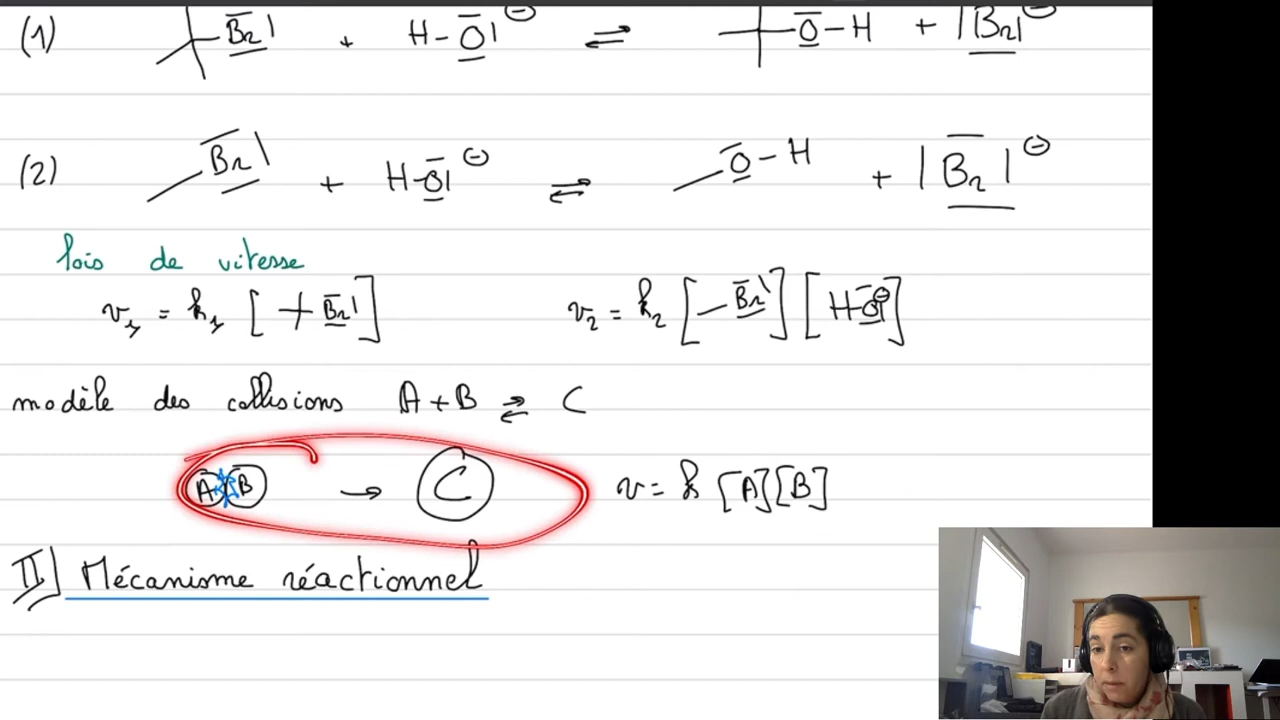 (1) Br + H-O ⊖ ⇌ O-H + |Br| ⊖
(2) Br| + H-O| ⊖ ⇌ O-H + |Br| ⊖
lois de vitesse
v₁ = k₁ [ Br| ] v₂ = k₂ [ Br| ] [ H-O| ⊖ ]
modèle des collisions A + B ⇌ C
A B → C v = k [A][B]
II] Mécanisme réactionnel